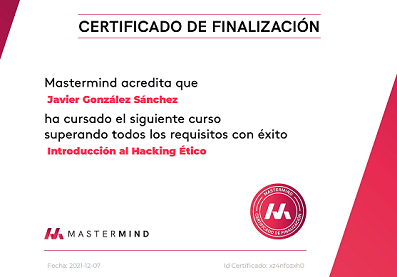 CERTIFICADO DE FINALIZACIÓN
Mastermind acredita que
Javier González Sánchez
ha cursado el siguiente curso
superando todos los requisitos con éxito
Introducción al Hacking Ético
MASTERMIND
CERTIFICADO DE FINALIZACIÓN
MASTERMIND
Fecha: 2021-12-07
Id Certificado: xz4nfozxh0